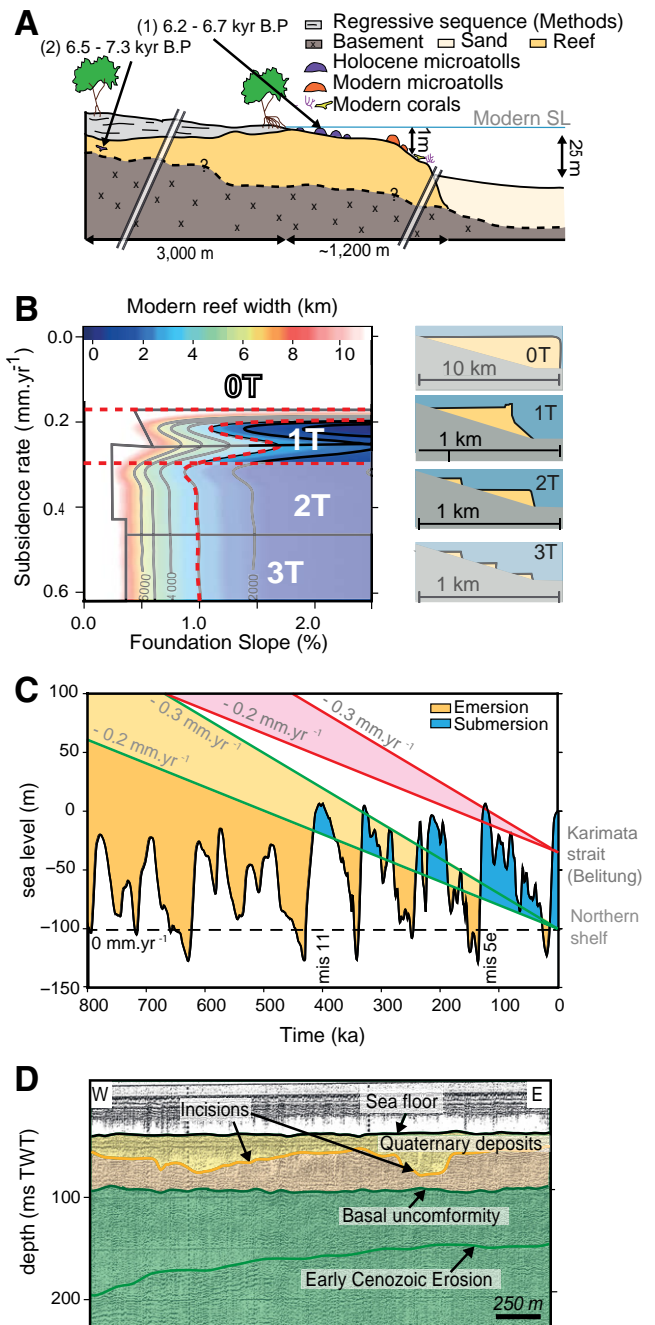 A
Regressive sequence (Methods)
(1) 6.2 - 6.7 kyr B.P
Basement Sand Reef
(2) 6.5 - 7.3 kyr B.P
Holocene microatolls
Modern microatolls
Modern corals
Modern SL
1m
25 m
?
?
x x x x x x x x x x x x
3,000 m
~1,200 m
B
Modern reef width (km)
0 2 4 6 8 10
Subsidence rate (mm.yr-1)
0.0
0.2
0.4
0.6
0T
1T
2T
3T
6000
4 000
2000
0.0 1.0 2.0
Foundation Slope (%)
0T
10 km
1T
1 km
2T
1 km
3T
1 km
C
sea level (m)
100
50
0
−50
−100
−150
- 0.3 mm.yr -1
- 0.2 mm.yr -1
- 0.2 mm.yr -1
- 0.3 mm.yr -1
Emersion
Submersion
Karimata
strait
(Belitung)
Northern
shelf
0 mm.yr-1
mis 11
mis 5e
800 700 600 500 400 300 200 100 0
Time (ka)
D
W
E
depth (ms TWT)
100
200
Incisions
Sea floor
Quaternary deposits
Basal uncomformity
Early Cenozoic Erosion
250 m